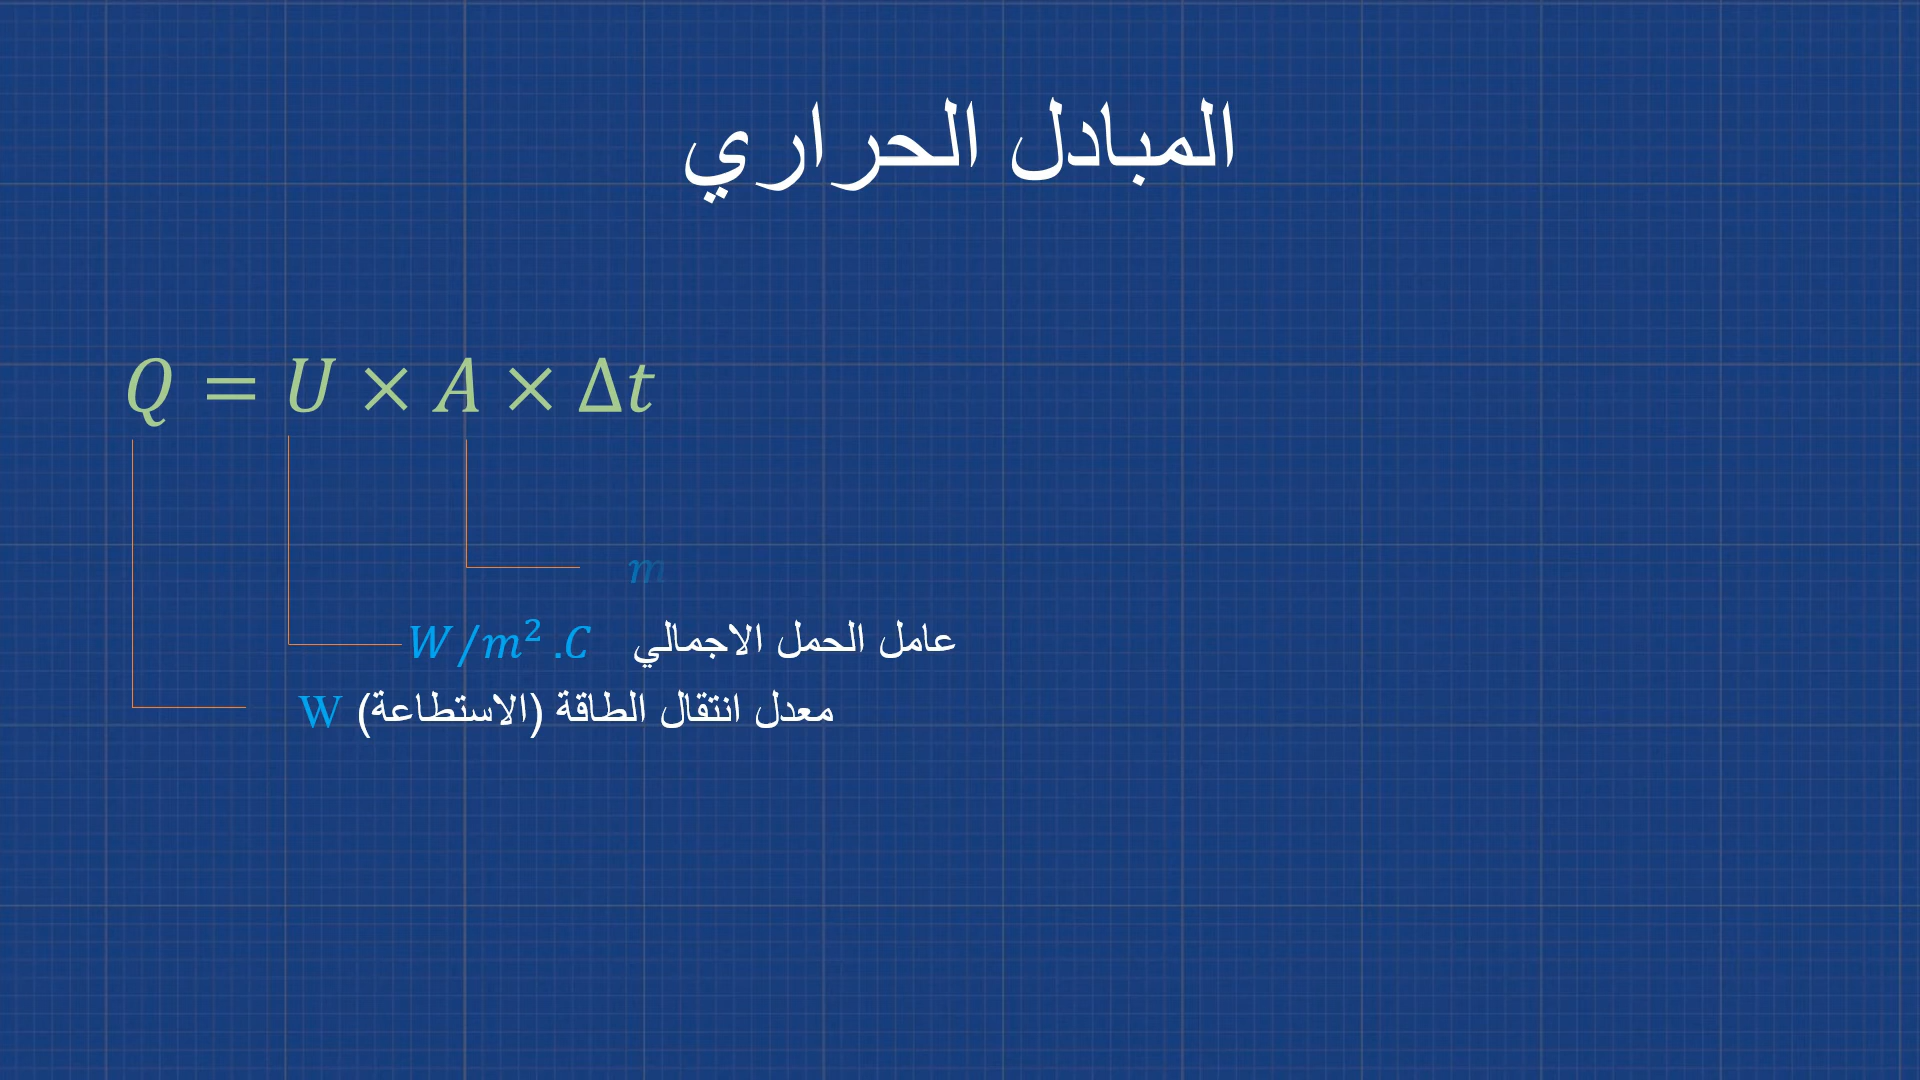 المبادل الحراري
Q = U × A × Δt
m
عامل الحمل الاجمالي W/m² .C
معدل انتقال الطاقة (الاستطاعة) W